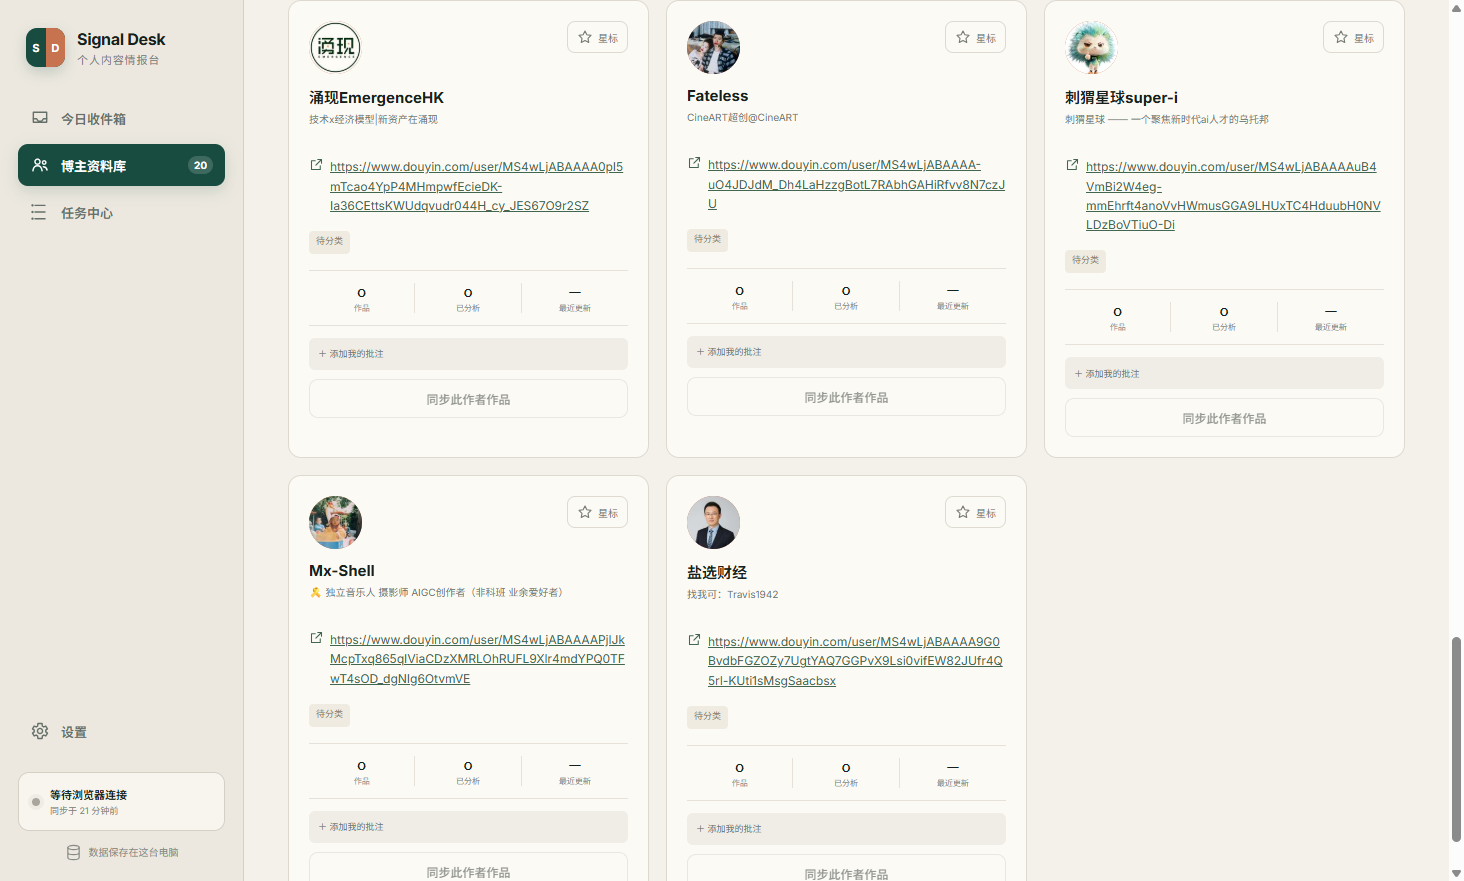 S D
Signal Desk
个人内容情报台
今日收件箱
博主资料库 20
任务中心
设置
等待浏览器连接
同步于 21 分钟前
数据保存在这台电脑
涌现
星标
涌现EmergenceHK
技术x经济模型|新资产在涌现
https://www.douyin.com/user/MS4wLjABAAAA0pI5
mTcao4YpP4MHmpwfEcieDK-
Ia36CEttsKWUdqvudr044H_cy_JES67O9r2SZ
待分类
0
作品
0
已分析
—
最近更新
+ 添加我的批注
同步此作者作品
星标
Fateless
CineART超创@CineART
https://www.douyin.com/user/MS4wLjABAAAA-
uO4JDJdM_Dh4LaHzzgBotL7RAbhGAHiRfvv8N7czJ
U
待分类
0
作品
0
已分析
—
最近更新
+ 添加我的批注
同步此作者作品
星标
刺猬星球super-i
刺猬星球 —— 一个聚焦新时代ai人才的乌托邦
https://www.douyin.com/user/MS4wLjABAAAAuB4
VmBi2W4eg-
mmEhrft4anoVvHWmusGGA9LHUxTC4HduubH0NV
LDzBoVTiuO-Di
待分类
0
作品
0
已分析
—
最近更新
+ 添加我的批注
同步此作者作品
星标
Mx-Shell
🎗️ 独立音乐人 摄影师 AIGC创作者（非科班 业余爱好者）
https://www.douyin.com/user/MS4wLjABAAAAPjIJk
McpTxq865qIViaCDzXMRLOhRUFL9XIr4mdYPQ0TF
wT4sOD_dgNIg6OtvmVE
待分类
0
作品
0
已分析
—
最近更新
+ 添加我的批注
同步此作者作品
星标
盐选财经
找我可：Travis1942
https://www.douyin.com/user/MS4wLjABAAAA9G0
BvdbFGZOZy7UgtYAQ7GGPvX9Lsi0vifEW82JUfr4Q
5rI-KUti1sMsgSaacbsx
待分类
0
作品
0
已分析
—
最近更新
+ 添加我的批注
同步此作者作品